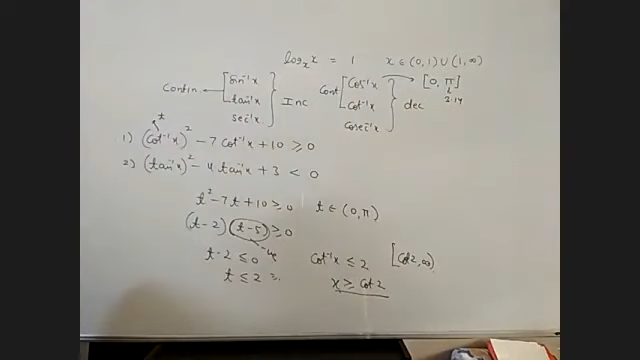 logₓ x = 1 x ∈ (0,1) ∪ (1,∞)
Contin ← [ sin⁻¹x
tan⁻¹x
sec⁻¹x } Inc
Cont [ cos⁻¹x → [0, π]
3.14
cot⁻¹x
cosec⁻¹x } dec
t
1) (cot⁻¹x)² − 7 cot⁻¹x + 10 ≥ 0
2) (tan⁻¹x)² − 4 tan⁻¹x + 3 < 0
t² − 7t + 10 ≥ 0 t ∈ (0, π)
(t − 2)(t − 5) ≥ 0
-ve
t − 2 ≤ 0 cot⁻¹x ≤ 2 [cot 2, ∞)
t ≤ 2 x ≥ cot 2